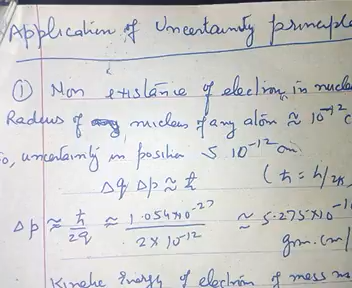 Application of Uncertainty principle
① Non existance of electron in nucle
Radius of nucleus of any atom ≈ 10⁻¹² c
so, uncertainty in position ≤ 10⁻¹² cm
Δq Δp ≈ ħ (ħ = h/2π
Δp ≈ ħ/2q ≈ 1.054×10⁻²⁷/2×10⁻¹² ≈ 5.275×10⁻¹
gm.cm/
Kinetic Energy of electron of mass m